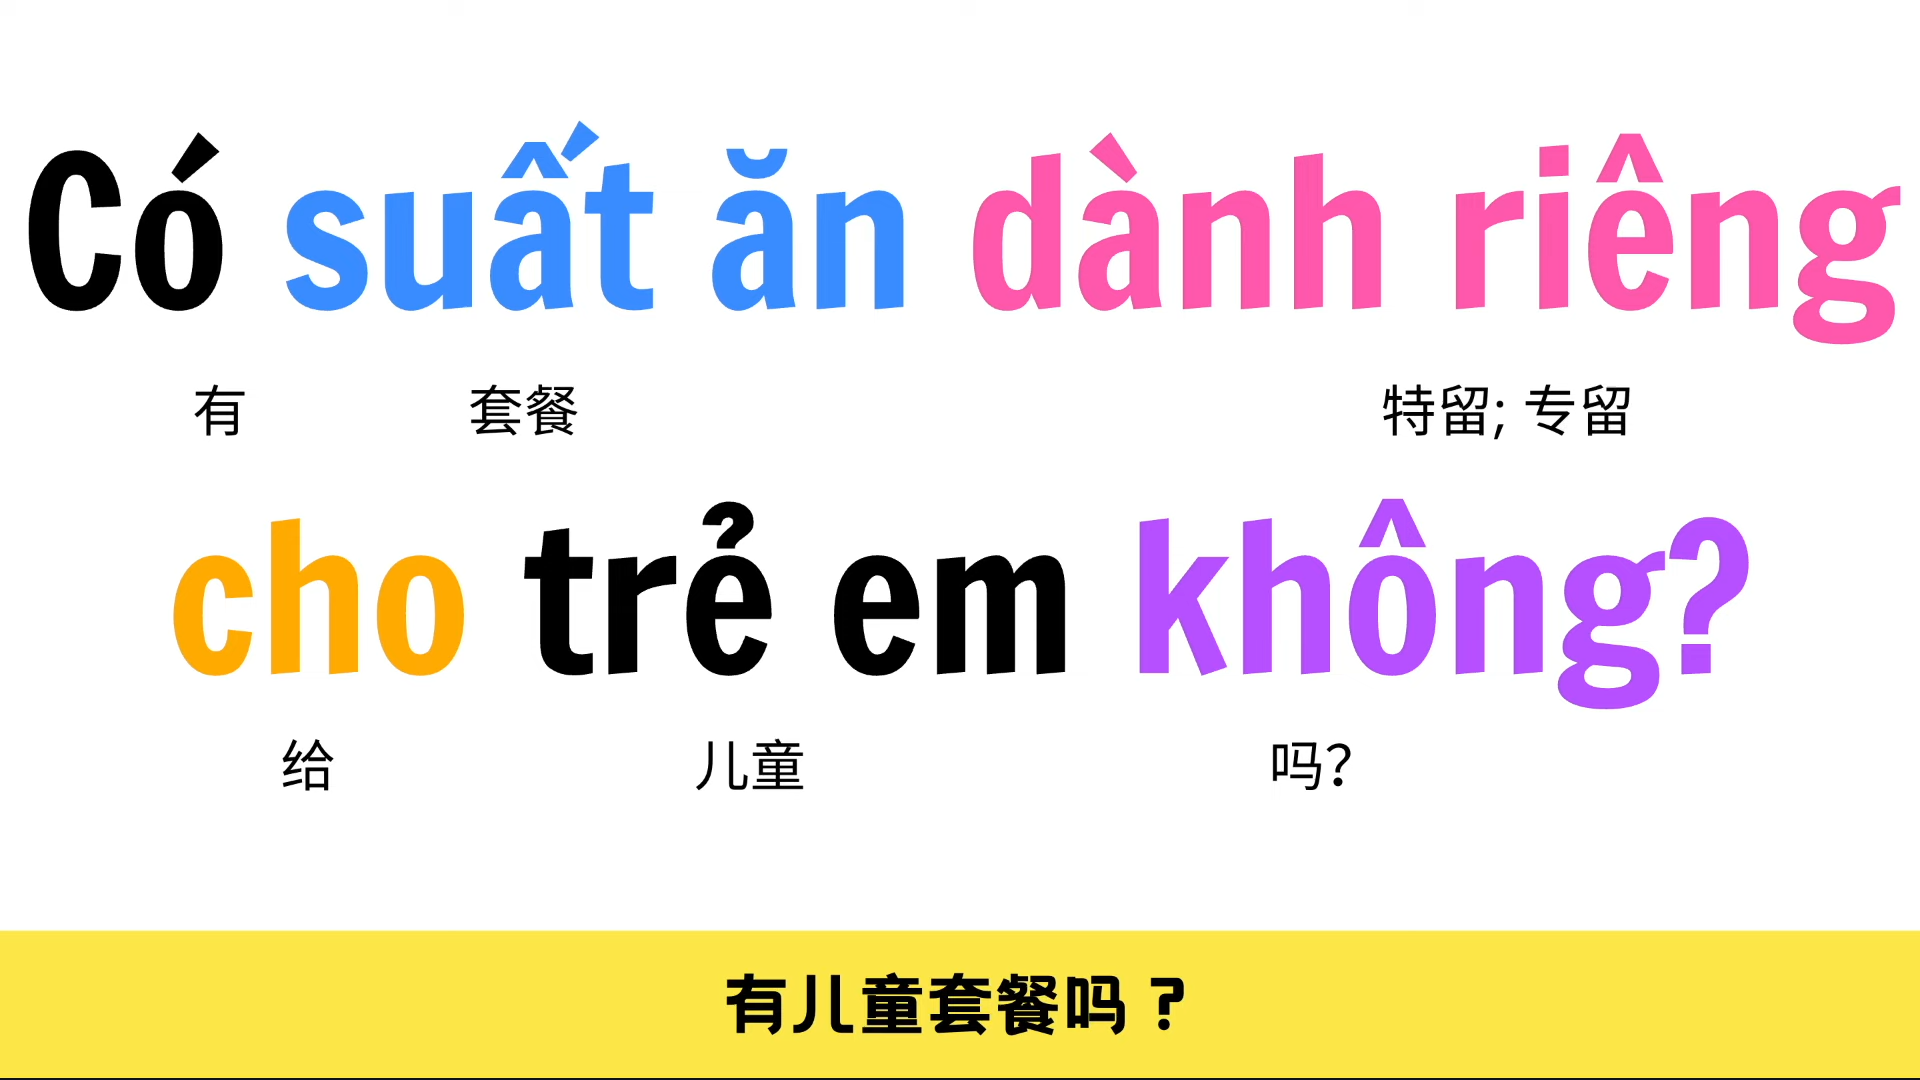 Có suất ăn dành riêng
有 套餐 特留; 专留
cho trẻ em không?
给 儿童 吗?
有儿童套餐吗？